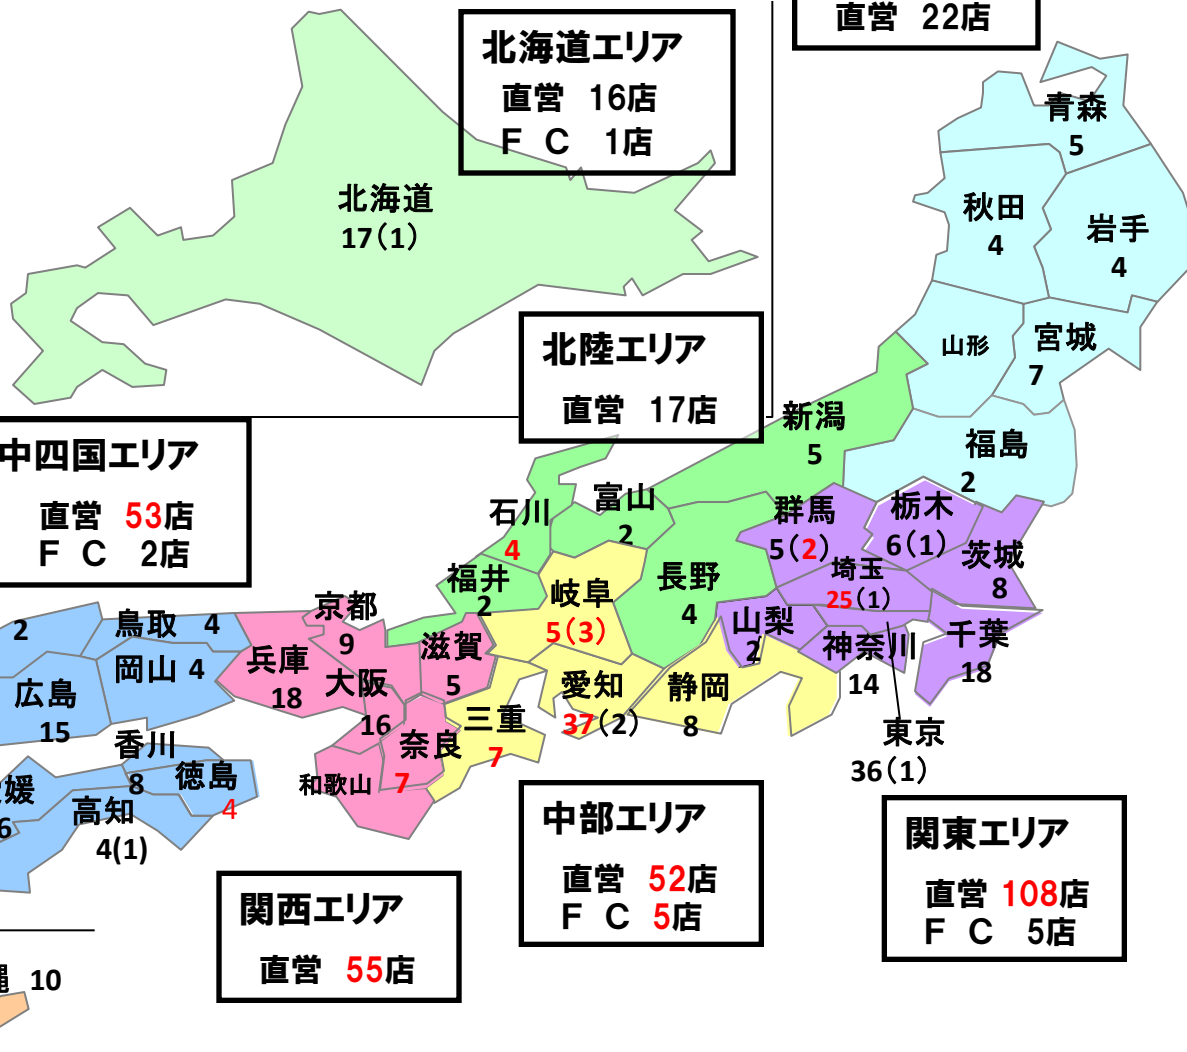 直営 22店
北海道エリア
直営 16店
F C 1店
北海道
17(1)
青森
5
秋田
4
岩手
4
山形
宮城
7
福島
2
北陸エリア
直営 17店
新潟
5
富山
2
石川
4
福井
2
長野
4
中四国エリア
直営 53店
F C 2店
群馬
5(2)
栃木
6(1)
茨城
8
埼玉
25(1)
山梨
2
神奈川
14
千葉
18
東京
36(1)
岐阜
5(3)
愛知
37(2)
静岡
8
三重
7
京都
9
滋賀
5
兵庫
18
大阪
16
奈良
7
和歌山
2
鳥取 4
岡山 4
広島
15
香川
8
徳島
4
媛
6
高知
4(1)
中部エリア
直営 52店
F C 5店
関東エリア
直営 108店
F C 5店
関西エリア
直営 55店
縄 10